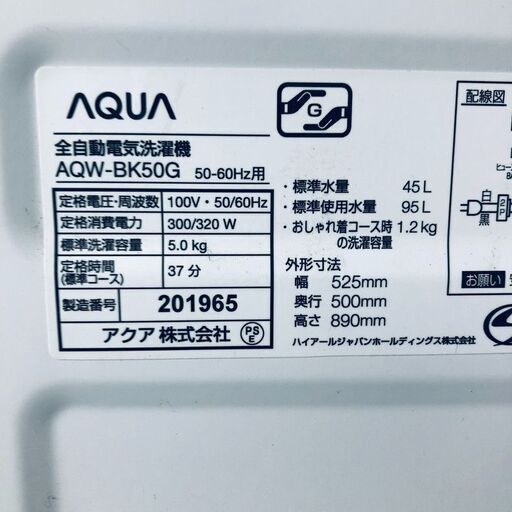 AQUA
G
全自動電気洗濯機
AQW-BK50G 50-60Hz用
定格電圧・周波数 100V・50/60Hz
定格消費電力 300/320 W
標準洗濯容量 5.0 kg
定格時間
(標準コース) 37 分
製造番号 201965
アクア 株式会社
PS
E
・標準水量 45 L
・標準使用水量 95 L
・おしゃれ着コース時 1.2 kg
の洗濯容量
外形寸法
幅 525mm
奥行 500mm
高さ 890mm
ハイアールジャパンホールディングス株式会社
配線図
白
黒
お願い